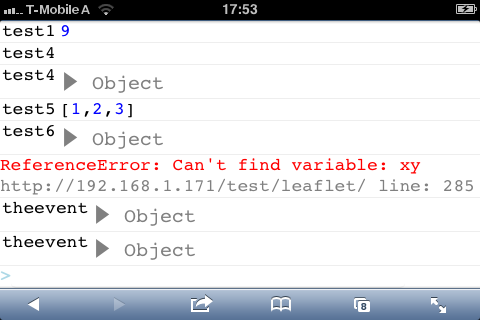 T-Mobile A 17:53
test1 9
test4
test4 Object
test5 [1,2,3]
test6 Object
ReferenceError: Can't find variable: xy
http://192.168.1.171/test/leaflet/ line: 285
theevent Object
theevent Object
>
8